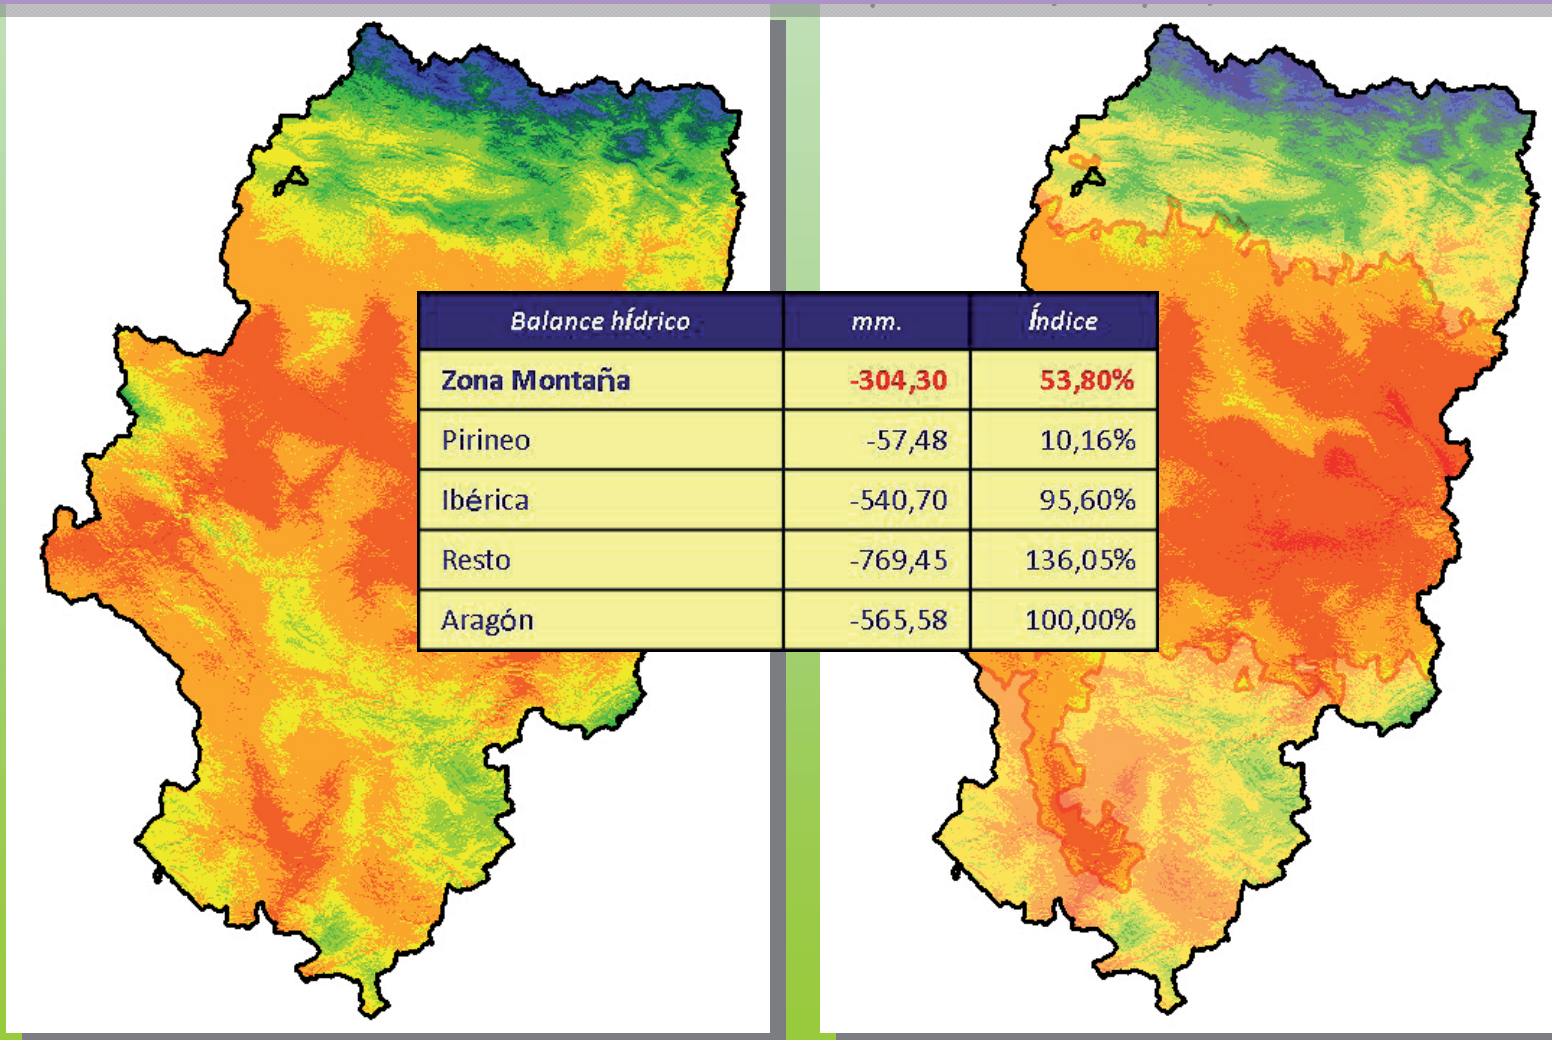 Balance hídrico mm. Índice
Zona Montaña -304,30 53,80%
Pirineo -57,48 10,16%
Ibérica -540,70 95,60%
Resto -769,45 136,05%
Aragón -565,58 100,00%